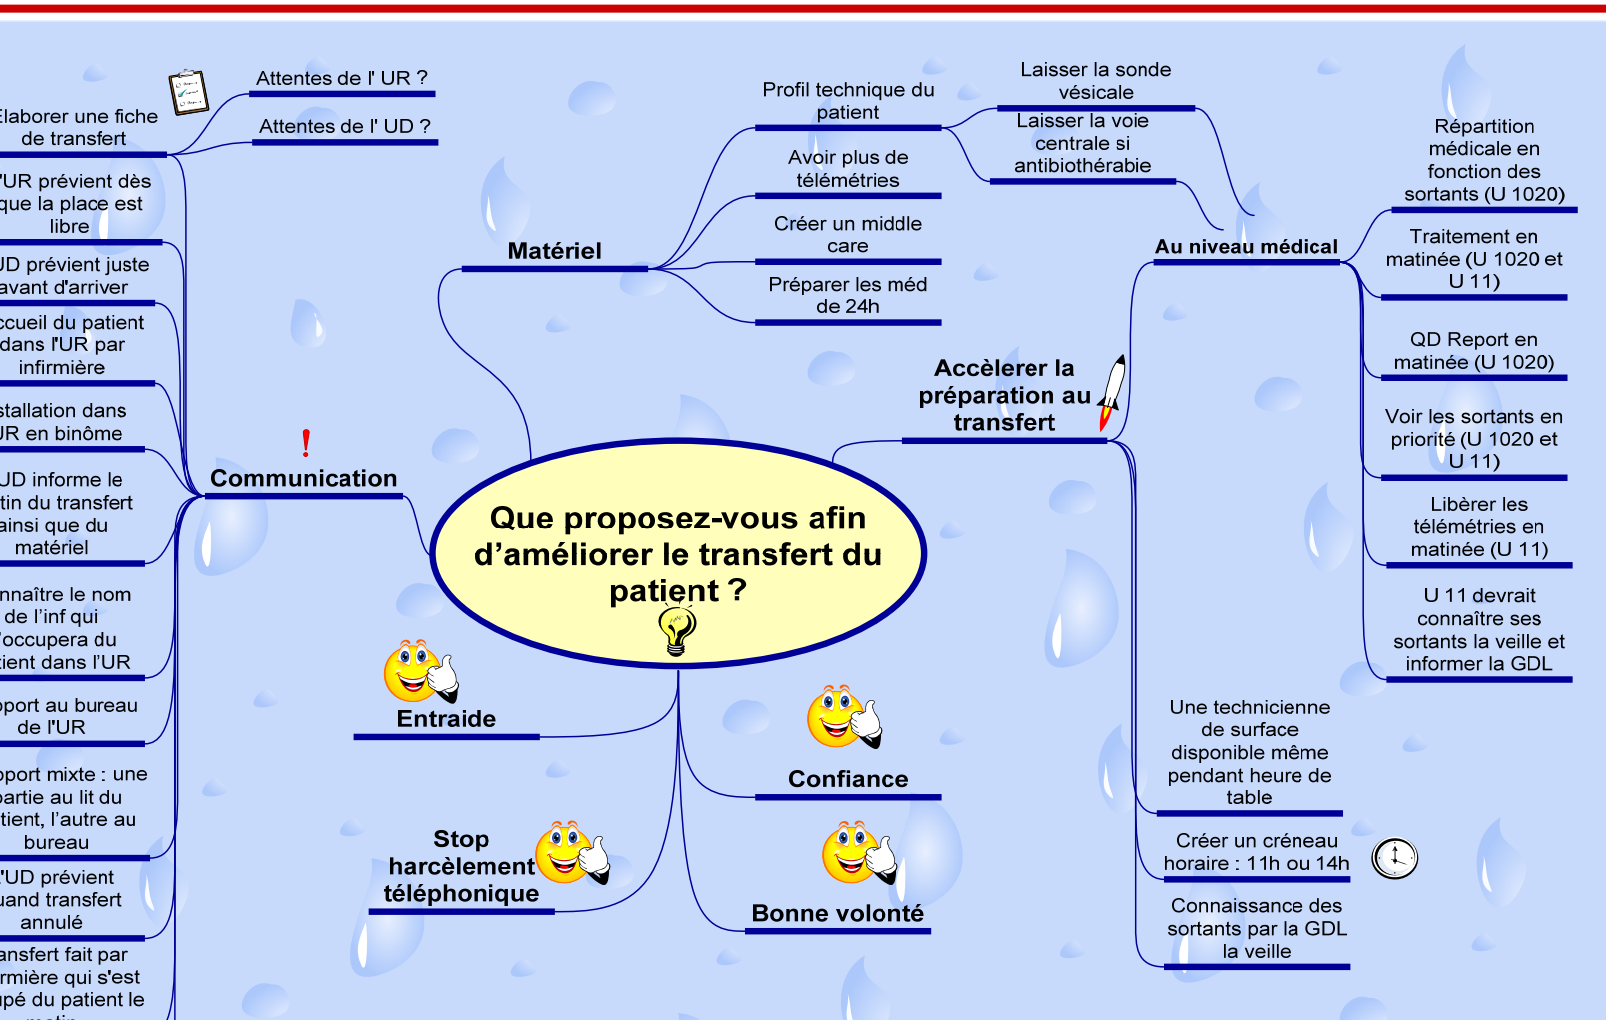 Attentes de l' UR ?
Attentes de l' UD ?
Elaborer une fiche
de transfert
'UR prévient dès
que la place est
libre
UD prévient juste
avant d'arriver
ccueil du patient
dans l'UR par
infirmière
stallation dans
UR en binôme
UD informe le
tin du transfert
ainsi que du
matériel
nnaître le nom
de l'inf qui
'occupera du
tient dans l'UR
pport au bureau
de l'UR
pport mixte : une
partie au lit du
tient, l'autre au
bureau
'UD prévient
uand transfert
annulé
ansfert fait par
rmière qui s'est
upé du patient le
matin
Communication
Matériel
Profil technique du
patient
Laisser la sonde
vésicale
Laisser la voie
centrale si
antibiothérabie
Avoir plus de
télémétries
Créer un middle
care
Préparer les méd
de 24h
Que proposez-vous afin
d'améliorer le transfert du
patient ?
Entraide
Stop
harcèlement
téléphonique
Confiance
Bonne volonté
Accèlerer la
préparation au
transfert
Au niveau médical
Répartition
médicale en
fonction des
sortants (U 1020)
Traitement en
matinée (U 1020 et
U 11)
QD Report en
matinée (U 1020)
Voir les sortants en
priorité (U 1020 et
U 11)
Libèrer les
télémétries en
matinée (U 11)
U 11 devrait
connaître ses
sortants la veille et
informer la GDL
Une technicienne
de surface
disponible même
pendant heure de
table
Créer un créneau
horaire : 11h ou 14h
Connaissance des
sortants par la GDL
la veille